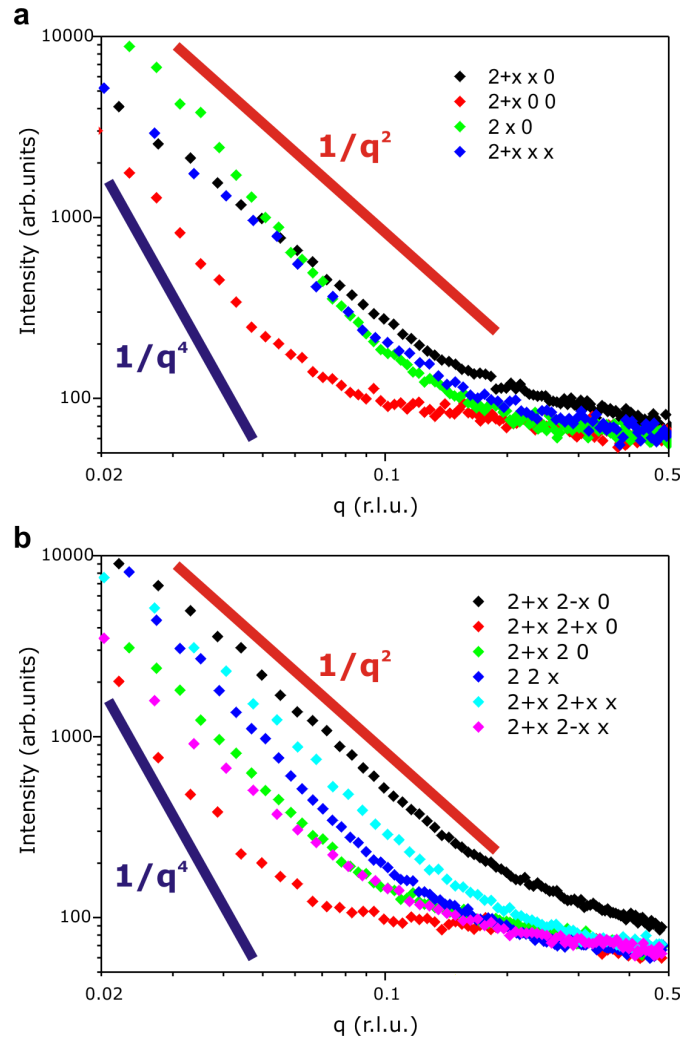 a
10000
1000
100
0.02
0.1
0.5
Intensity (arb.units)
q (r.l.u.)
2+x x 0
2+x 0 0
2 x 0
2+x x x
1/q²
1/q⁴
b
10000
1000
100
0.02
0.1
0.5
Intensity (arb.units)
q (r.l.u.)
2+x 2-x 0
2+x 2+x 0
2+x 2 0
2 2 x
2+x 2+x x
2+x 2-x x
1/q²
1/q⁴